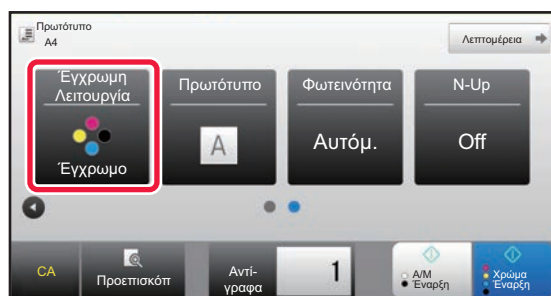 Πρωτότυπο
A4
Λεπτομέρεια
Έγχρωμη
Λειτουργία
Έγχρωμο
Πρωτότυπο
A
Φωτεινότητα
Αυτόμ.
N-Up
Off
CA
Προεπισκόπ
Αντί-
γραφα
1
Α/Μ
Έναρξη
Χρώμα
Έναρξη